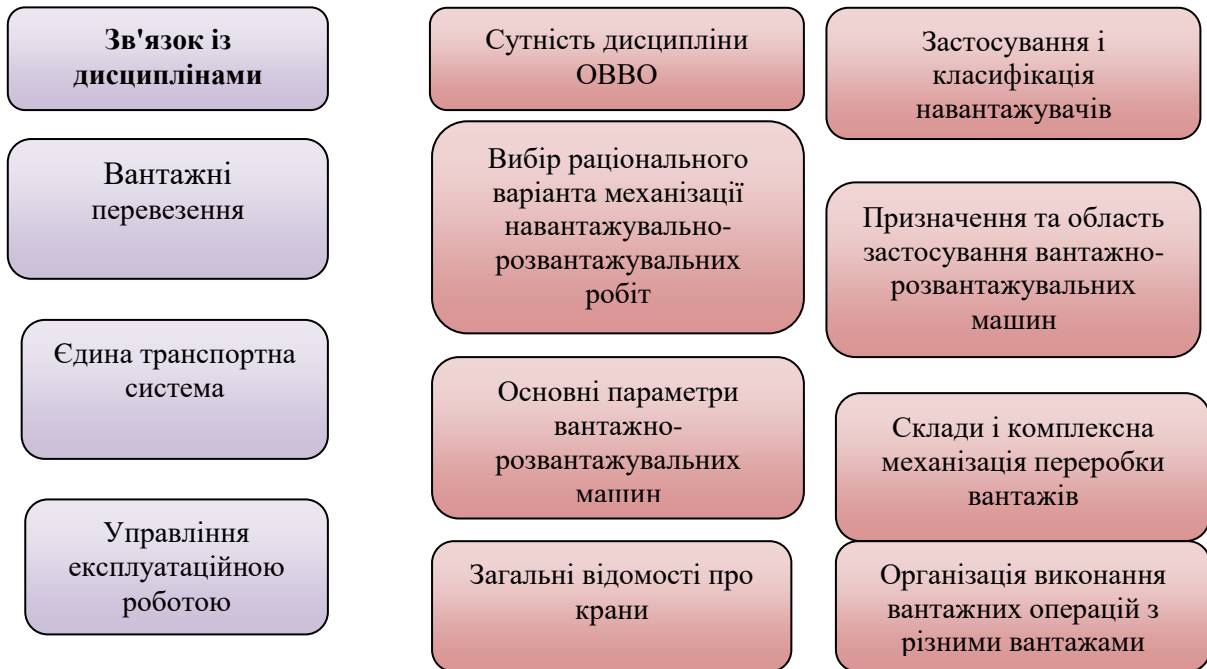 Зв'язок із
дисциплінами
Вантажні
перевезення
Єдина транспортна
система
Управління
експлуатаційною
роботою
Сутність дисципліни
ОВВО
Вибір раціонального
варіанта механізації
навантажувально-
розвантажувальних
робіт
Основні параметри
вантажно-
розвантажувальних
машин
Загальні відомості про
крани
Застосування і
класифікація
навантажувачів
Призначення та область
застосування вантажно-
розвантажувальних
машин
Склади і комплексна
механізація переробки
вантажів
Організація виконання
вантажних операцій з
різними вантажами